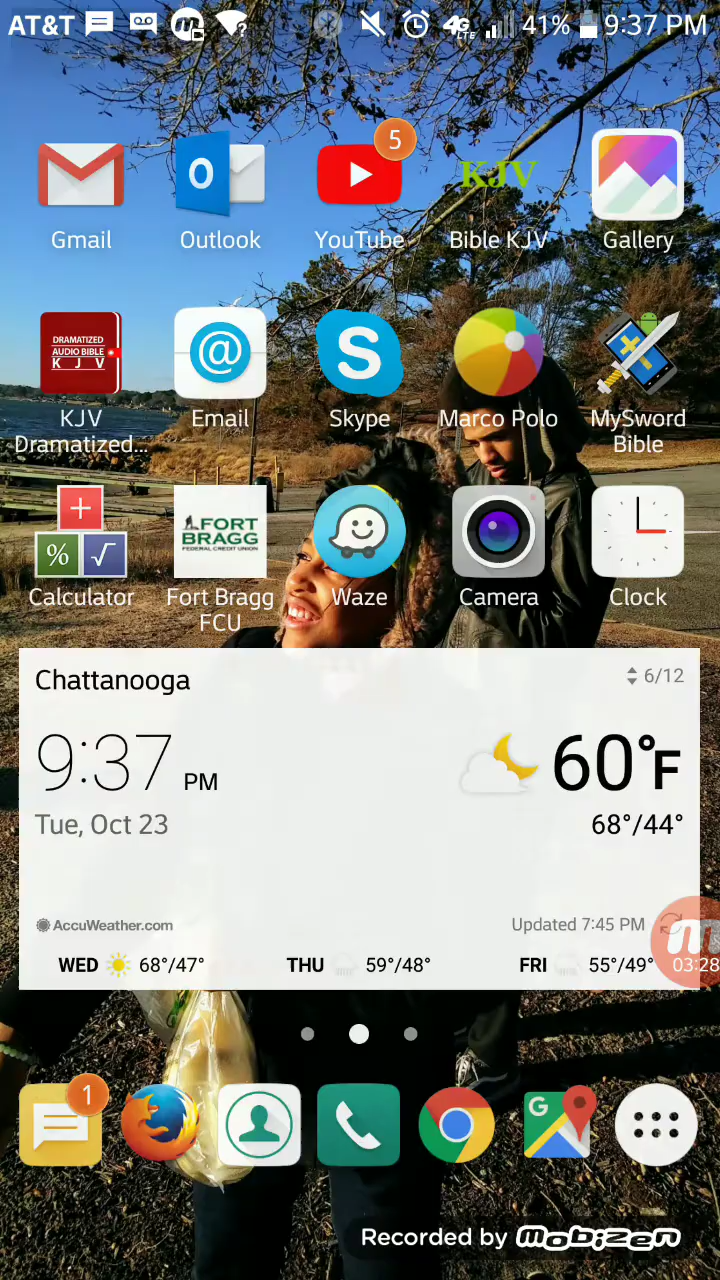 AT&T 4G LTE 41% 9:37 PM
5
O KJV
Gmail Outlook YouTube Bible KJV Gallery
DRAMATIZED
AUDIO BIBLE
K J V
@ S
KJV Dramatized... Email Skype Marco Polo MySword Bible
+
% √
FORT
BRAGG
FEDERAL CREDIT UNION
Calculator Fort Bragg FCU Waze Camera Clock
Chattanooga 6/12
9:37 PM 60°F
Tue, Oct 23 68°/44°
AccuWeather.com Updated 7:45 PM
WED 68°/47° THU 59°/48° FRI 55°/49° 03:28
1
G
Recorded by mobizen